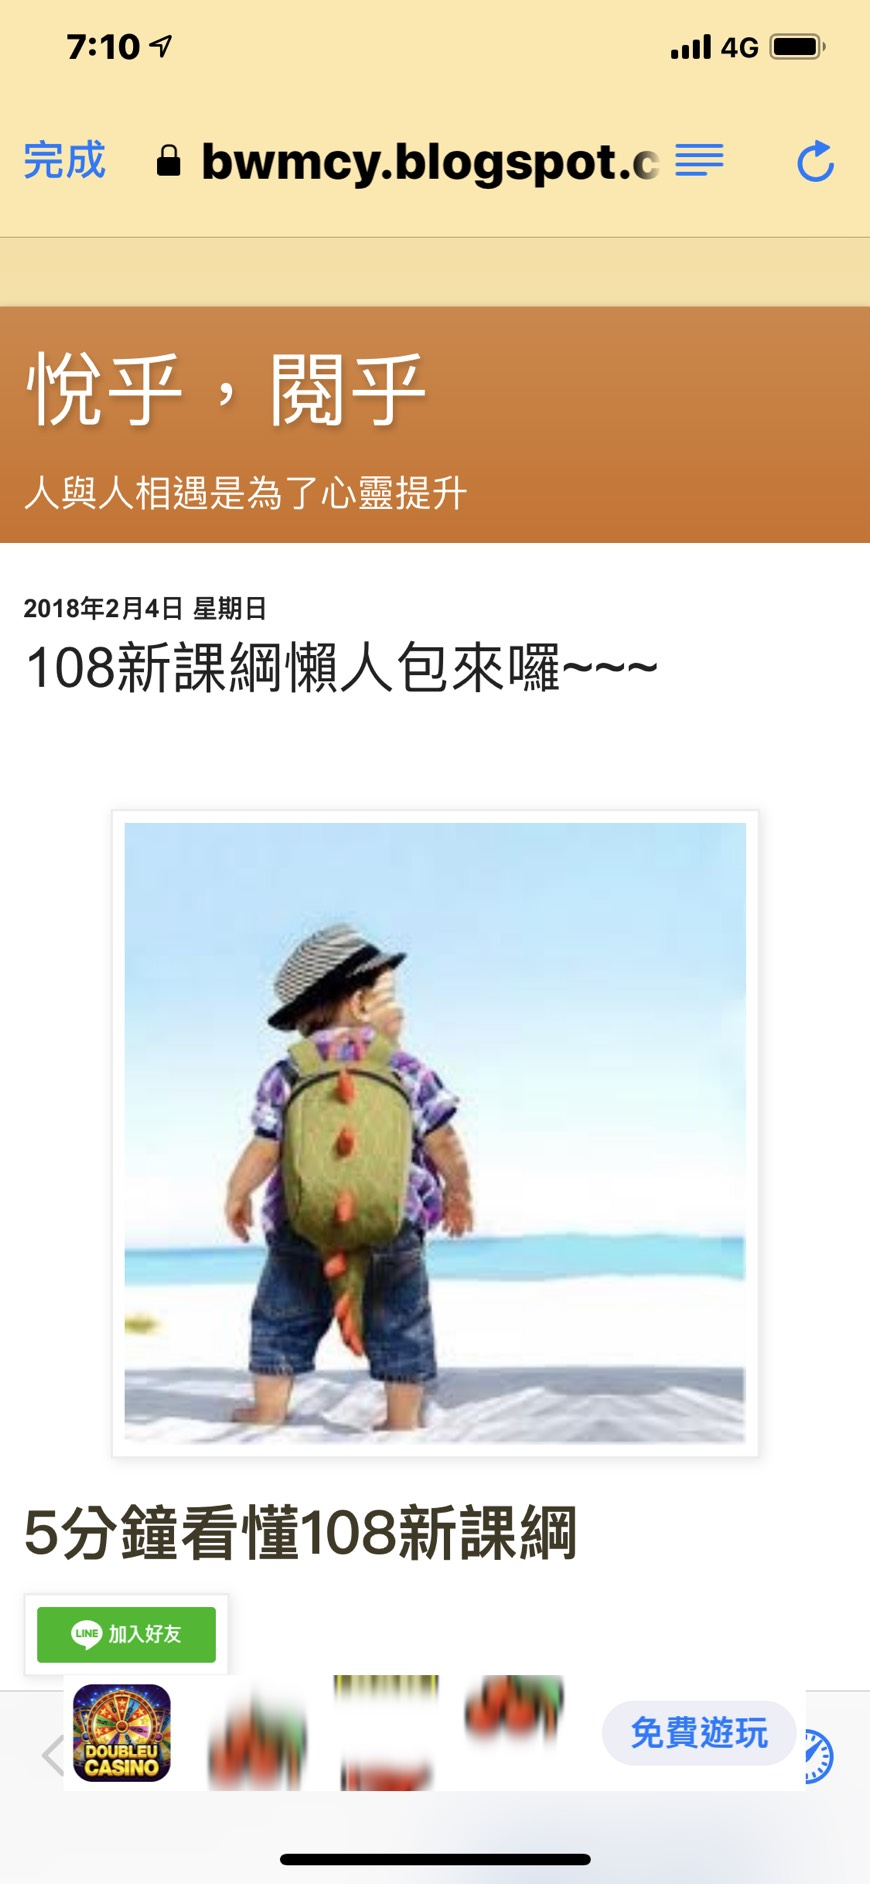 7:10
4G
完成
bwmcy.blogspot.c
悅乎，閱乎
人與人相遇是為了心靈提升
2018年2月4日 星期日
108新課綱懶人包來囉~~~
5分鐘看懂108新課綱
LINE 加入好友
DOUBLEU
CASINO
免費遊玩